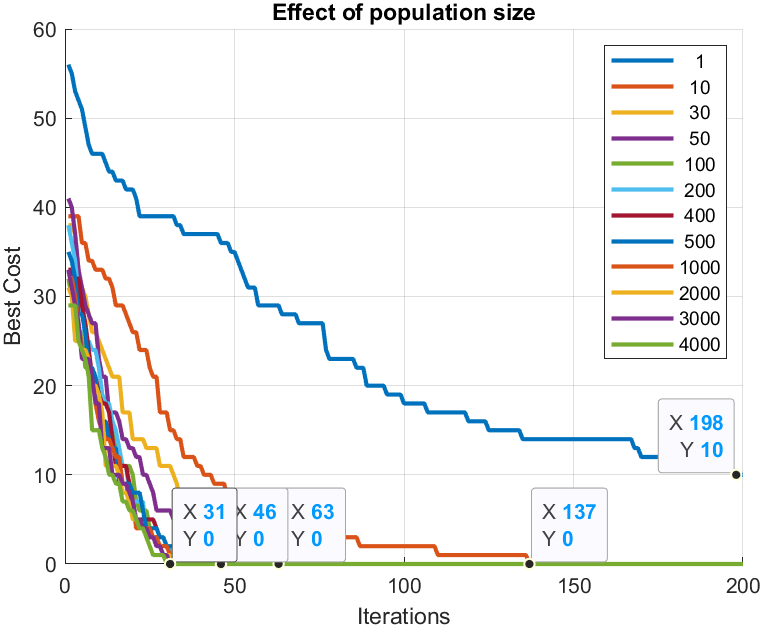 Effect of population size
60
50
40
30
20
10
0
Best Cost
1
10
30
50
100
200
400
500
1000
2000
3000
4000
X 198
Y 10
X 31
Y 0
X 46
Y 0
X 63
Y 0
X 137
Y 0
0
50
100
150
200
Iterations